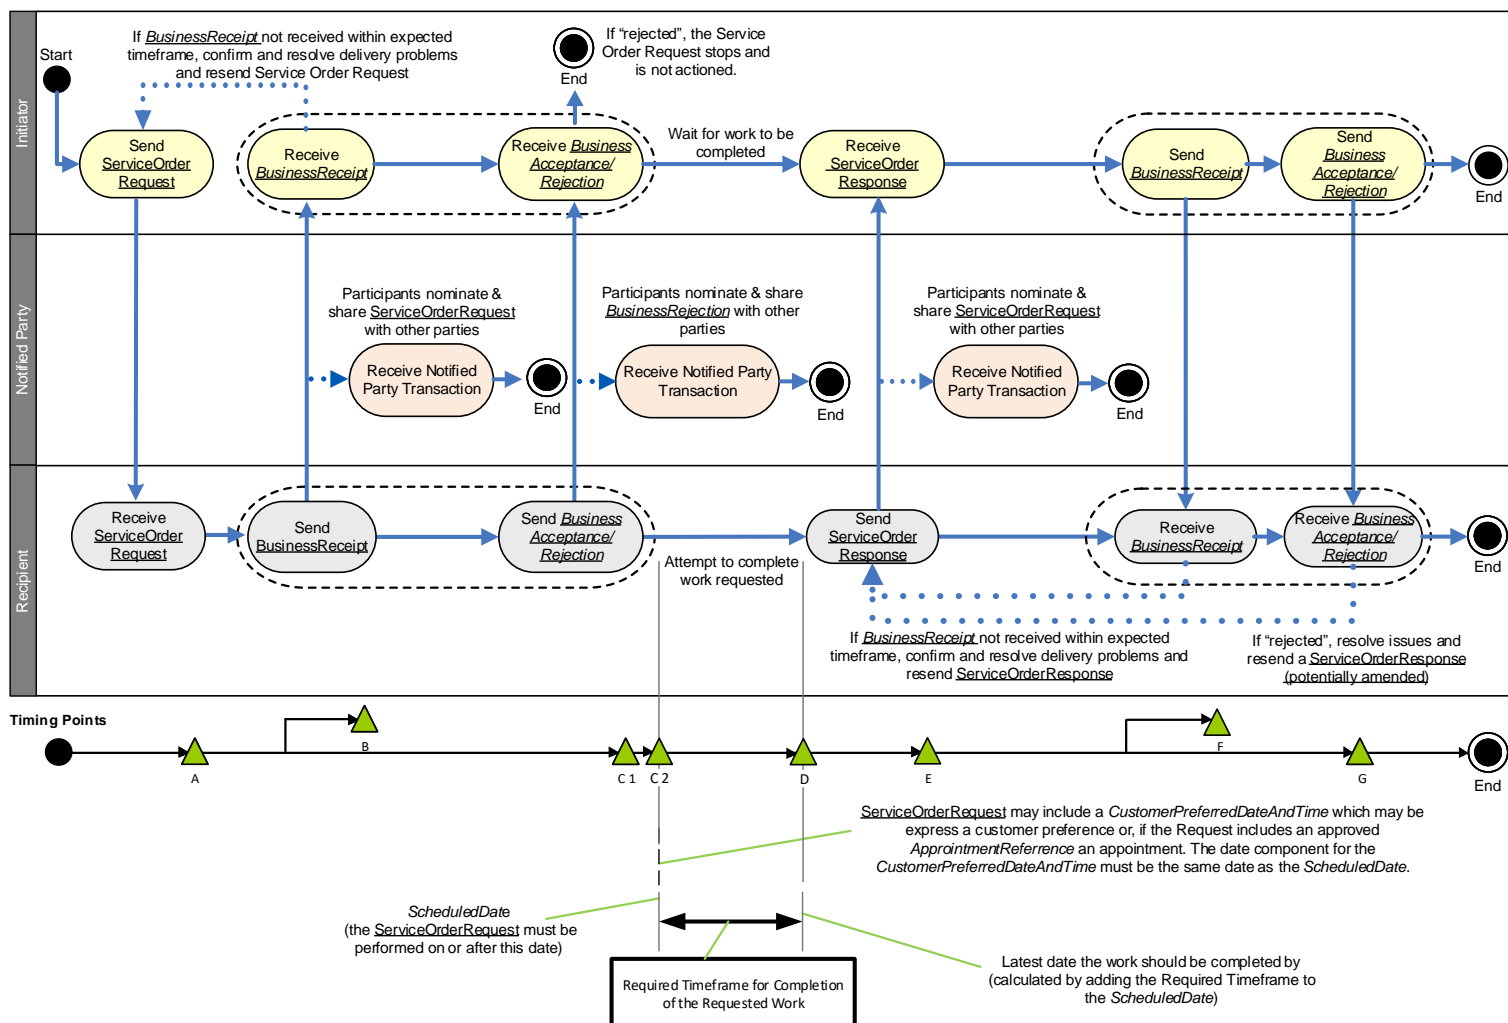 Initiator
Start
If BusinessReceipt not received within expected
timeframe, confirm and resolve delivery problems
and resend Service Order Request
End
If “rejected”, the Service
Order Request stops and
is not actioned.
Send
ServiceOrder
Request
Receive
BusinessReceipt
Receive Business
Acceptance/
Rejection
Wait for work to be
completed
Receive
ServiceOrder
Response
Send
BusinessReceipt
Send
Business
Acceptance/
Rejection
End
Notified Party
Participants nominate &
share ServiceOrderRequest
with other parties
Receive Notified
Party Transaction
End
Participants nominate & share
BusinessRejection with other
parties
Receive Notified Party
Transaction
End
Participants nominate &
share ServiceOrderRequest
with other parties
Receive Notified
Party Transaction
End
Recipient
Receive
ServiceOrder
Request
Send
BusinessReceipt
Send Business
Acceptance/
Rejection
Attempt to complete
work requested
Send
ServiceOrder
Response
Receive
BusinessReceipt
Receive Business
Acceptance/
Rejection
End
If BusinessReceipt not received within expected
timeframe, confirm and resolve delivery problems and
resend ServiceOrderResponse
If “rejected”, resolve issues and
resend a ServiceOrderResponse
(potentially amended)
Timing Points
A
B
C 1
C 2
D
E
F
G
End
ServiceOrderRequest may include a CustomerPreferredDateAndTime which may be
express a customer preference or, if the Request includes an approved
AppointmentReferrence an appointment. The date component for the
CustomerPreferredDateAndTime must be the same date as the ScheduledDate.
ScheduledDate
(the ServiceOrderRequest must be
performed on or after this date)
Latest date the work should be completed by
(calculated by adding the Required Timeframe to
the ScheduledDate)
Required Timeframe for Completion
of the Requested Work